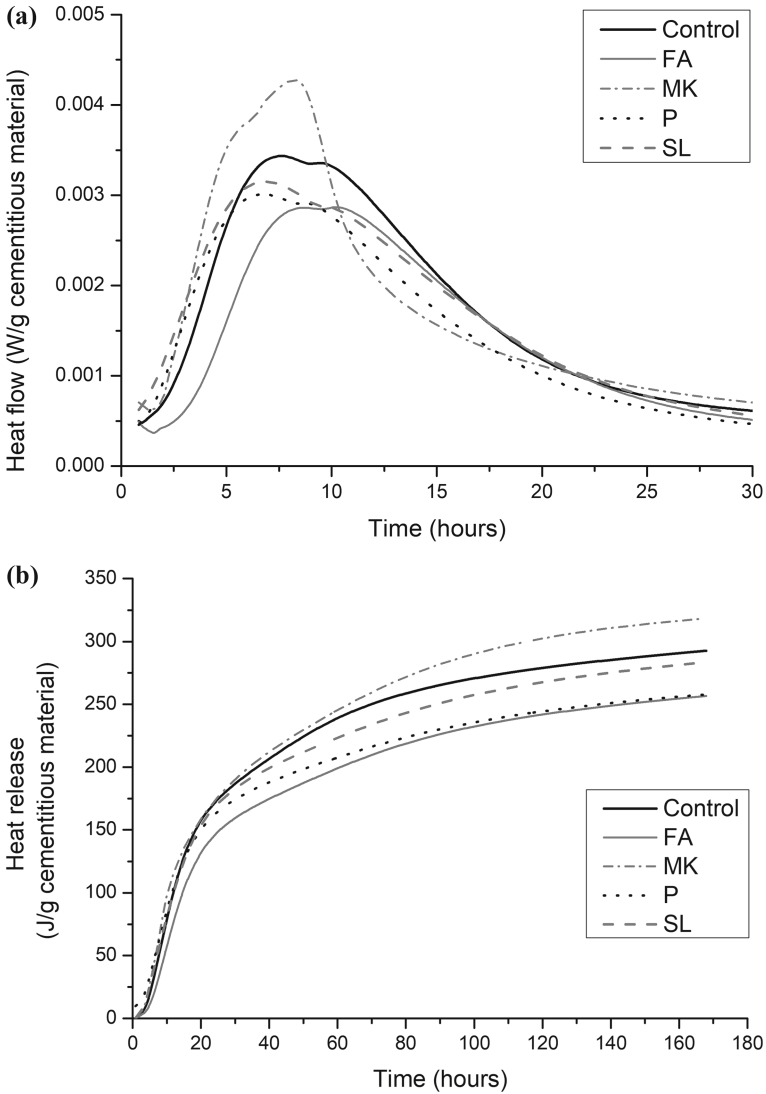 (a)
0.005
0.004
0.003
0.002
0.001
0.000
Heat flow (W/g cementitious material)
Control
FA
MK
P
SL
0 5 10 15 20 25 30
Time (hours)
(b)
350
300
250
200
150
100
50
0
Heat release
(J/g cementitious material)
Control
FA
MK
P
SL
0 20 40 60 80 100 120 140 160 180
Time (hours)